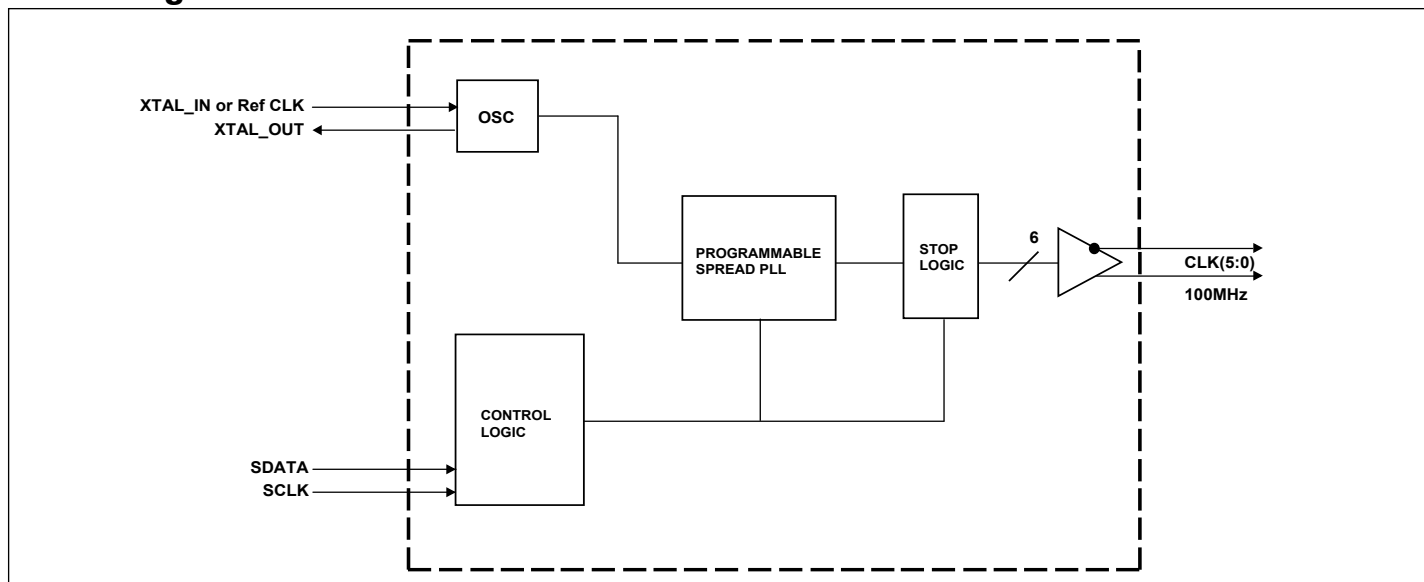 XTAL_IN or Ref CLK
XTAL_OUT
OSC
PROGRAMMABLE
SPREAD PLL
STOP
LOGIC
6
CLK(5:0)
100MHz
CONTROL
LOGIC
SDATA
SCLK